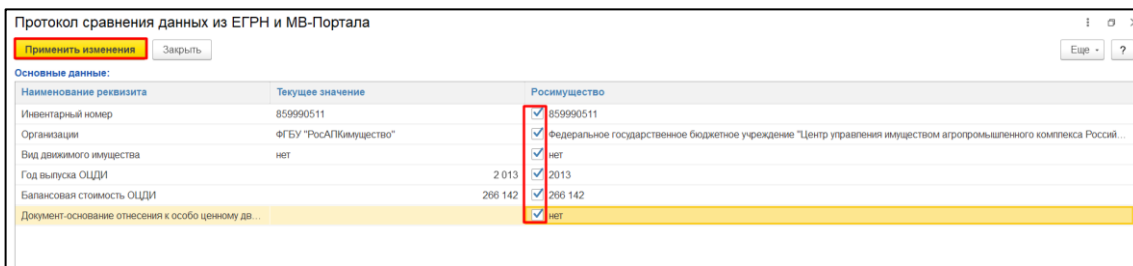 Протокол сравнения данных из ЕГРН и МВ-Портала
Применить изменения Закрыть Еще ?
Основные данные:
Наименование реквизита Текущее значение Росимущество
Инвентарный номер 859990511 859990511
Организации ФГБУ "РосАПКимущество" Федеральное государственное бюджетное учреждение "Центр управления имуществом агропромышленного комплекса Россий...
Вид движимого имущества нет нет
Год выпуска ОЦДИ 2 013 2013
Балансовая стоимость ОЦДИ 266 142 266 142
Документ-основание отнесения к особо ценному дв... нет